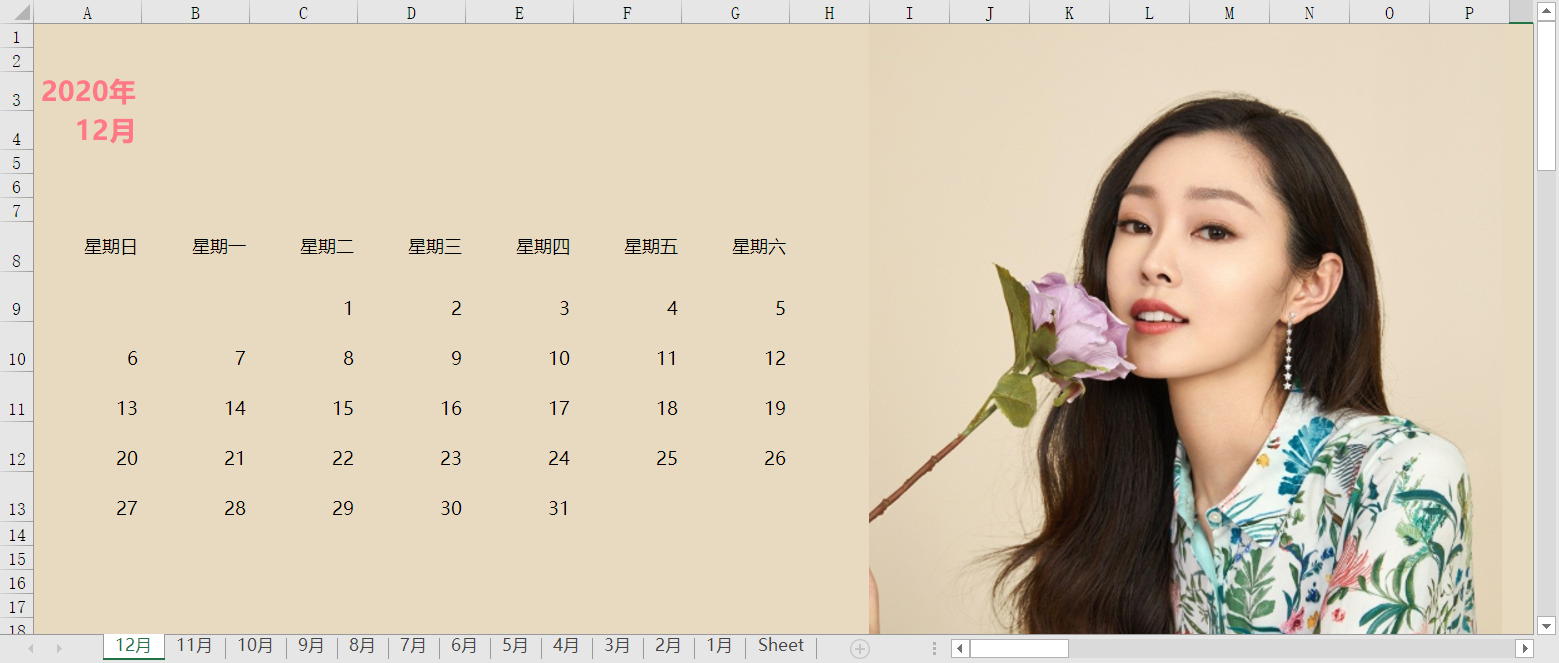 A B C D E F G H I J K L M N O P
1
2
3 2020年
4 12月
5
6
7
8 星期日 星期一 星期二 星期三 星期四 星期五 星期六
9 1 2 3 4 5
10 6 7 8 9 10 11 12
11 13 14 15 16 17 18 19
12 20 21 22 23 24 25 26
13 27 28 29 30 31
14
15
16
17
18
12月 11月 10月 9月 8月 7月 6月 5月 4月 3月 2月 1月 Sheet